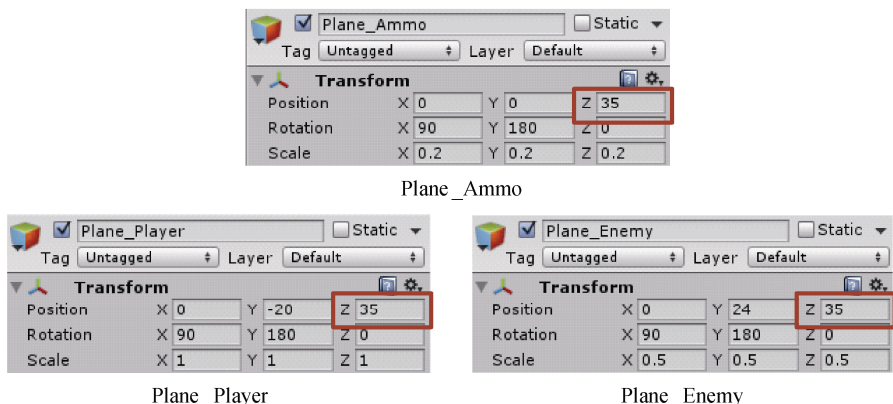 Plane_Ammo Static
Tag Untagged Layer Default
Transform
Position X 0 Y 0 Z 35
Rotation X 90 Y 180 Z 0
Scale X 0.2 Y 0.2 Z 0.2
Plane_Ammo
Plane_Player Static
Tag Untagged Layer Default
Transform
Position X 0 Y -20 Z 35
Rotation X 90 Y 180 Z 0
Scale X 1 Y 1 Z 1
Plane_Player
Plane_Enemy Static
Tag Untagged Layer Default
Transform
Position X 0 Y 24 Z 35
Rotation X 90 Y 180 Z 0
Scale X 0.5 Y 0.5 Z 0.5
Plane_Enemy